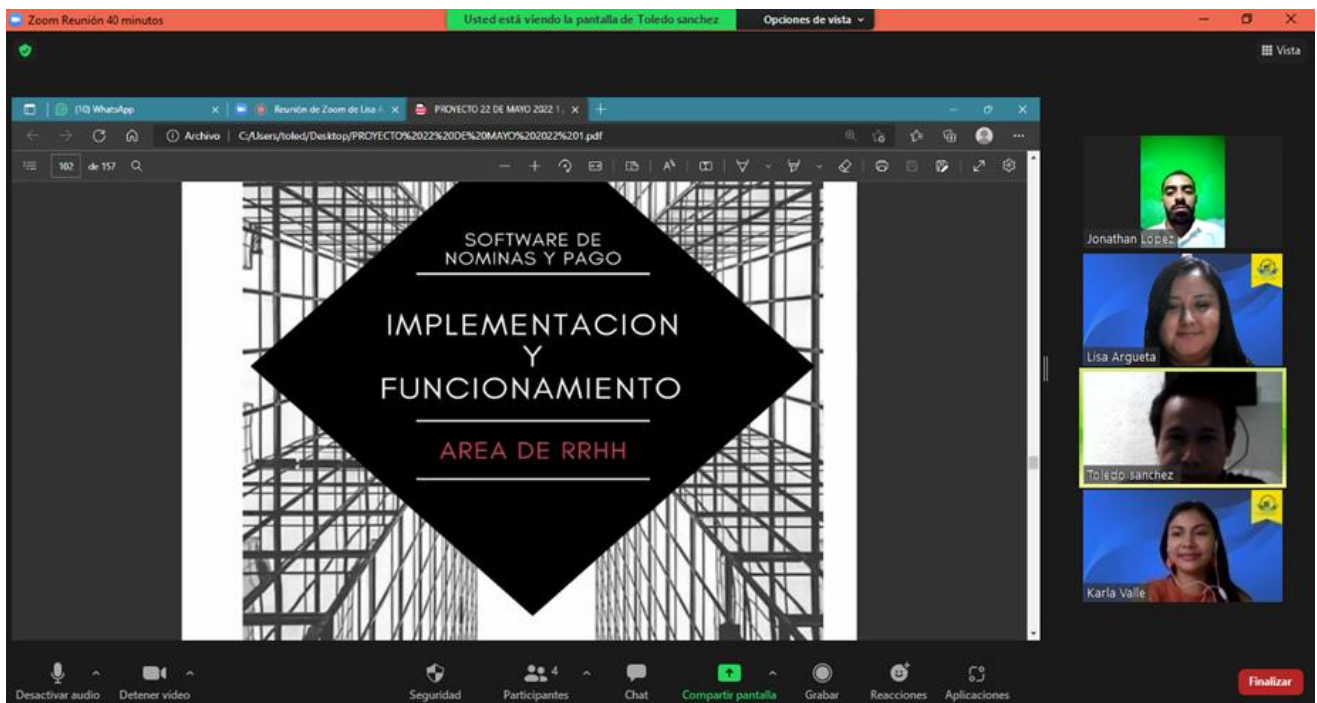 Zoom Reunión 40 minutos
Usted está viendo la pantalla de Toledo sanchez
Opciones de vista
Vista
(10) WhatsApp
Reunión de Zoom de Lisa
PROYECTO 22 DE MAYO 2022 1
Archivo
C:/Users/toled/Desktop/PROYECTO%2022%20DE%20MAYO%202022%201.pdf
102 de 157
SOFTWARE DE
NOMINAS Y PAGO
IMPLEMENTACION
Y
FUNCIONAMIENTO
AREA DE RRHH
Jonathan Lopez
Lisa Argueta
Toledo sanchez
Karla Valle
Desactivar audio
Detener video
Seguridad
Participantes 4
Chat
Compartir pantalla
Grabar
Reacciones
Aplicaciones
Finalizar